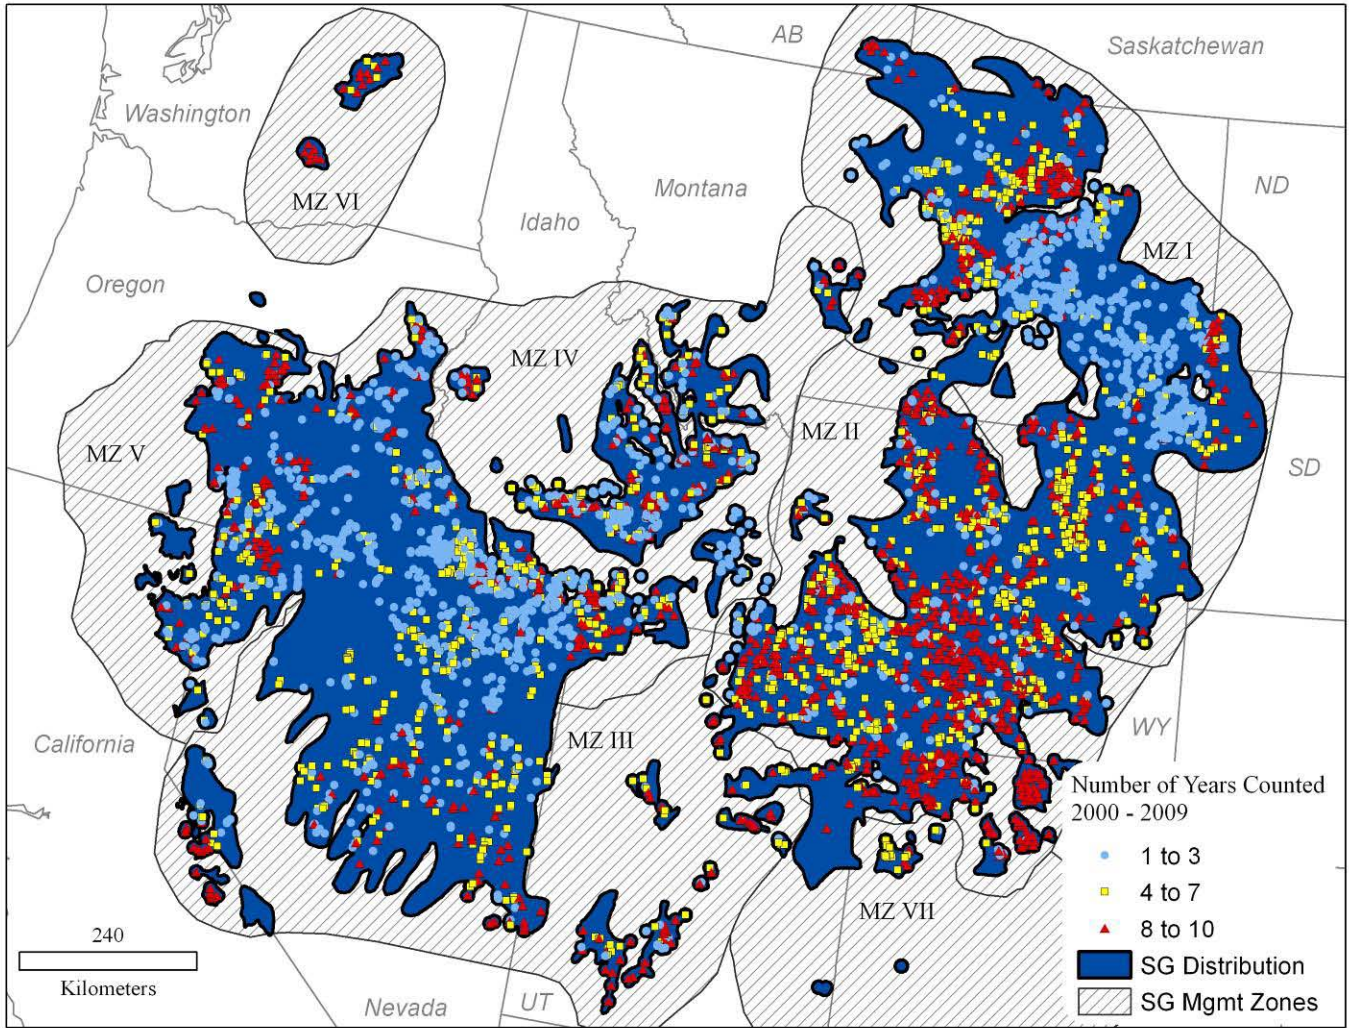 AB
Saskatchewan
Washington
Montana
ND
MZ VI
Idaho
MZ I
Oregon
MZ IV
MZ II
MZ V
SD
MZ III
WY
California
Number of Years Counted
2000 - 2009
1 to 3
4 to 7
8 to 10
SG Distribution
SG Mgmt Zones
MZ VII
240
Kilometers
Nevada
UT